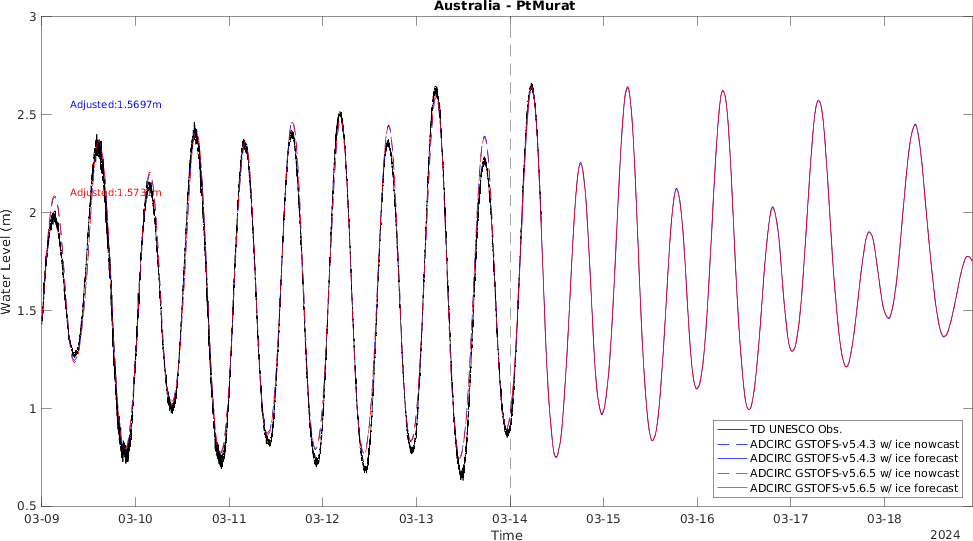 Australia - PtMurat
3
2.5
2
1.5
1
0.5
Water Level (m)
Adjusted:1.5697m
03-09
03-10
03-11
03-12
03-13
03-14
03-15
03-16
03-17
03-18
Time
2024
TD UNESCO Obs.
ADCIRC GSTOFS-v5.4.3 w/ ice nowcast
ADCIRC GSTOFS-v5.4.3 w/ ice forecast
ADCIRC GSTOFS-v5.6.5 w/ ice nowcast
ADCIRC GSTOFS-v5.6.5 w/ ice forecast